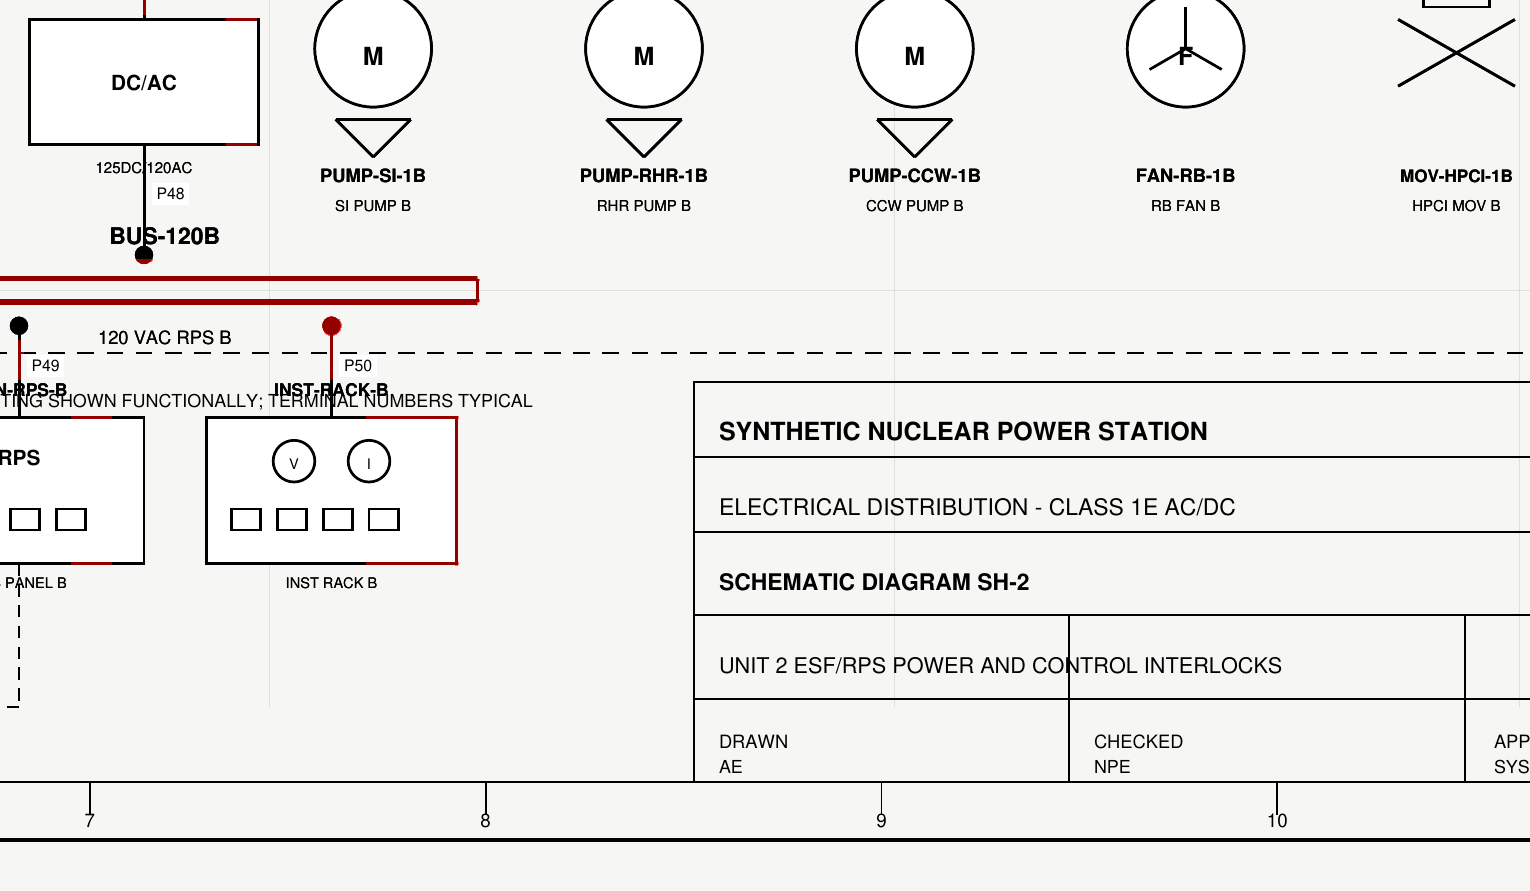 DC/AC
M
M
M
F
125DC/120AC
P48
PUMP-SI-1B
PUMP-RHR-1B
PUMP-CCW-1B
FAN-RB-1B
MOV-HPCI-1B
SI PUMP B
RHR PUMP B
CCW PUMP B
RB FAN B
HPCI MOV B
BUS-120B
120 VAC RPS B
P49
P50
N-RPS-B
INST-RACK-B
TING SHOWN FUNCTIONALLY; TERMINAL NUMBERS TYPICAL
RPS
V
I
PANEL B
INST RACK B
SYNTHETIC NUCLEAR POWER STATION
ELECTRICAL DISTRIBUTION - CLASS 1E AC/DC
SCHEMATIC DIAGRAM SH-2
UNIT 2 ESF/RPS POWER AND CONTROL INTERLOCKS
DRAWN
AE
CHECKED
NPE
APP
SYS
7
8
9
10